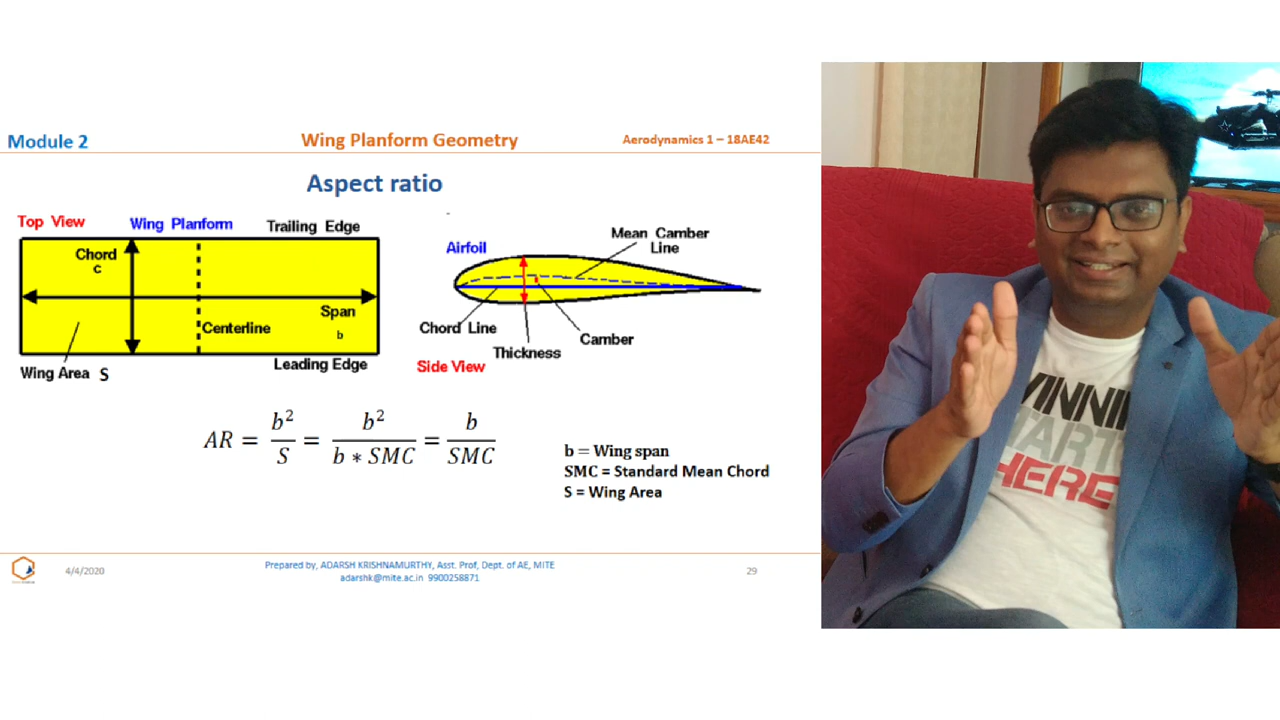 Module 2
Wing Planform Geometry
Aerodynamics 1 – 18AE42
Aspect ratio
Top View
Wing Planform
Trailing Edge
Chord
c
Span
b
Centerline
Wing Area S
Leading Edge
Airfoil
Mean Camber
Line
Chord Line
Thickness
Camber
Side View
AR = b²/S = b²/(b ∗ SMC) = b/SMC
b = Wing span
SMC = Standard Mean Chord
S = Wing Area
4/4/2020
Prepared by, ADARSH KRISHNAMURTHY, Asst. Prof, Dept. of AE, MITE
adarshk@mite.ac.in 9900258871
29
WINNIN
START
HERE